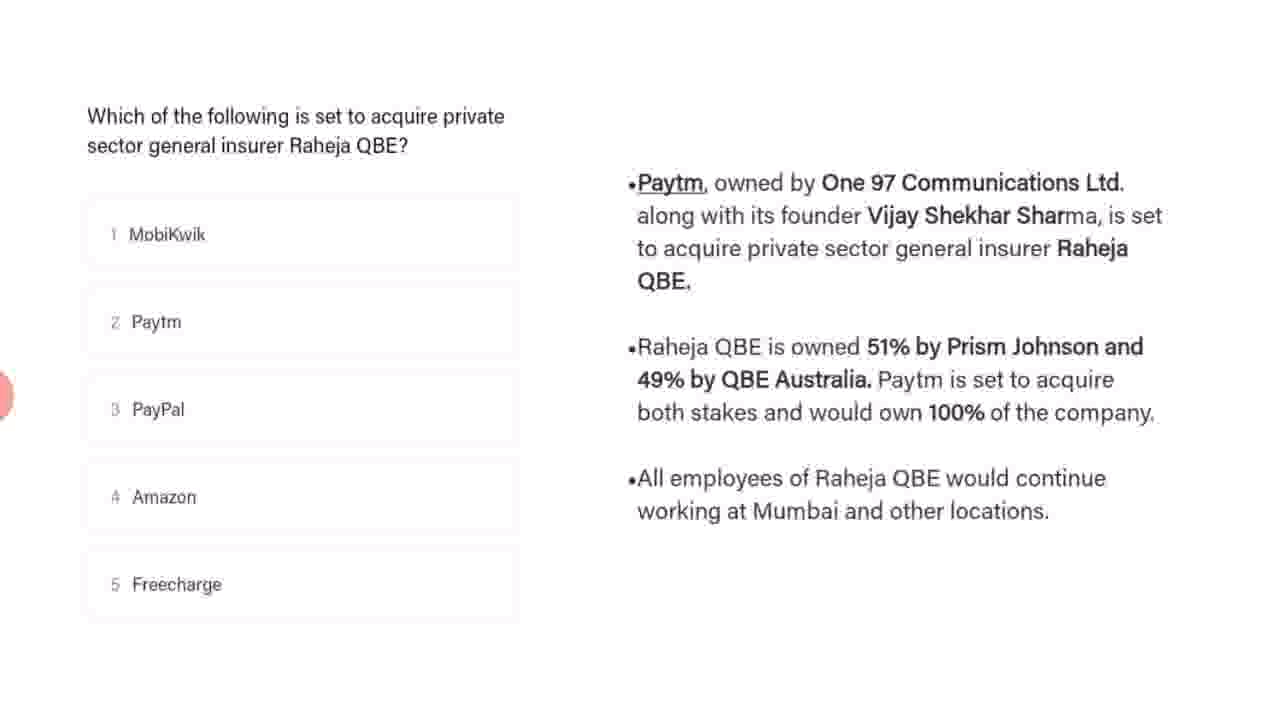 Which of the following is set to acquire private
sector general insurer Raheja QBE?
1 MobiKwik
2 Paytm
3 PayPal
4 Amazon
5 Freecharge
•Paytm, owned by One 97 Communications Ltd.
along with its founder Vijay Shekhar Sharma, is set
to acquire private sector general insurer Raheja
QBE.
•Raheja QBE is owned 51% by Prism Johnson and
49% by QBE Australia. Paytm is set to acquire
both stakes and would own 100% of the company.
•All employees of Raheja QBE would continue
working at Mumbai and other locations.